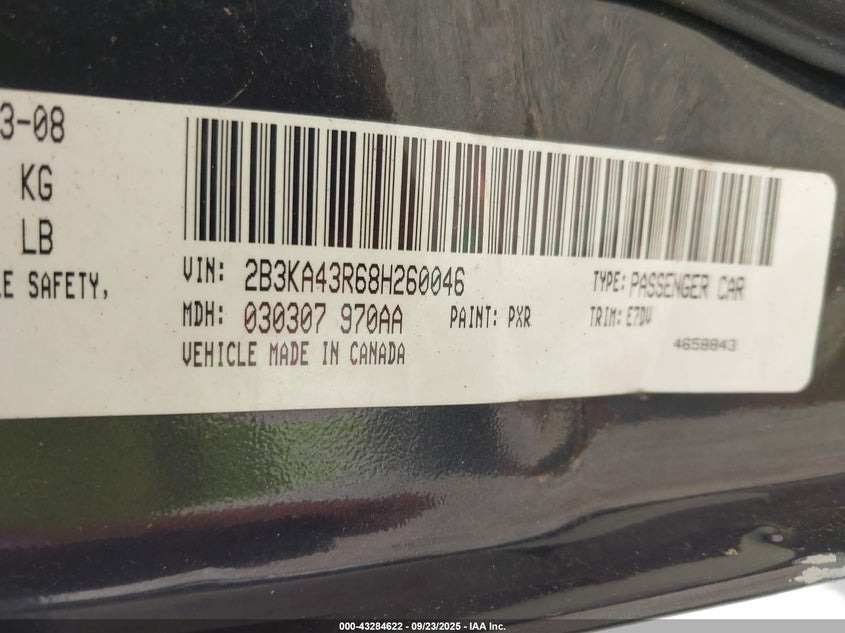 3-08
KG
LB
LE SAFETY,
VIN: 2B3KA43R68H260046
TYPE: PASSENGER CAR
MDH: 030307 970AA
PAINT: PXR
TRIM: E7DV
VEHICLE MADE IN CANADA
4658843
000-43284622 - 09/23/2025 - IAA Inc.